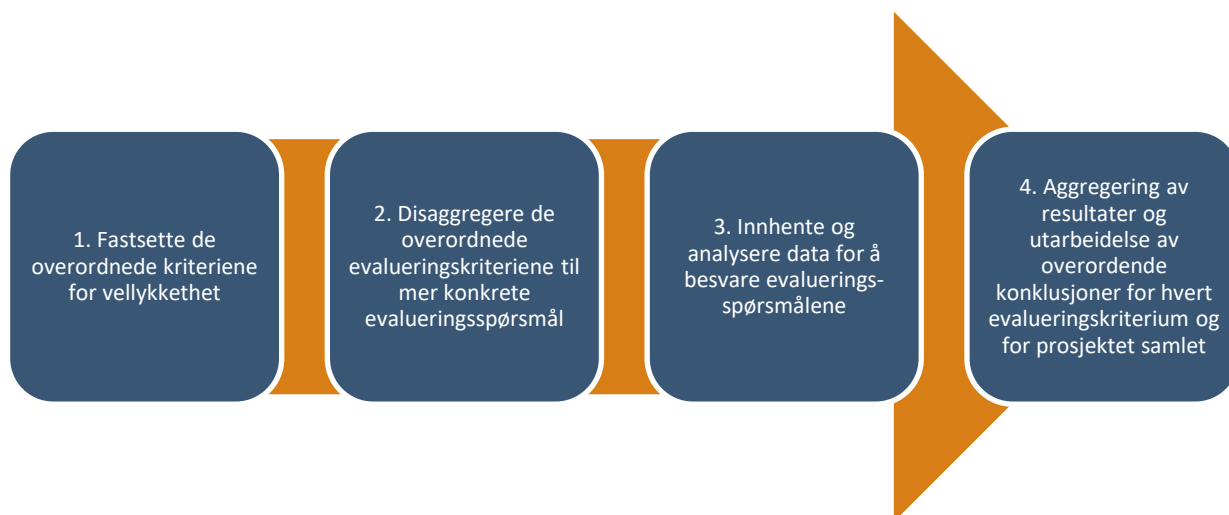 1. Fastsette de
overordnede kriteriene
for vellykkethet
2. Disaggregere de
overordnede
evalueringskriteriene til
mer konkrete
evalueringsspørsmål
3. Innhente og
analysere data for å
besvare evaluerings-
spørsmålene
4. Aggregering av
resultater og
utarbeidelse av
overordende
konklusjoner for hvert
evalueringskriterium og
for prosjektet samlet